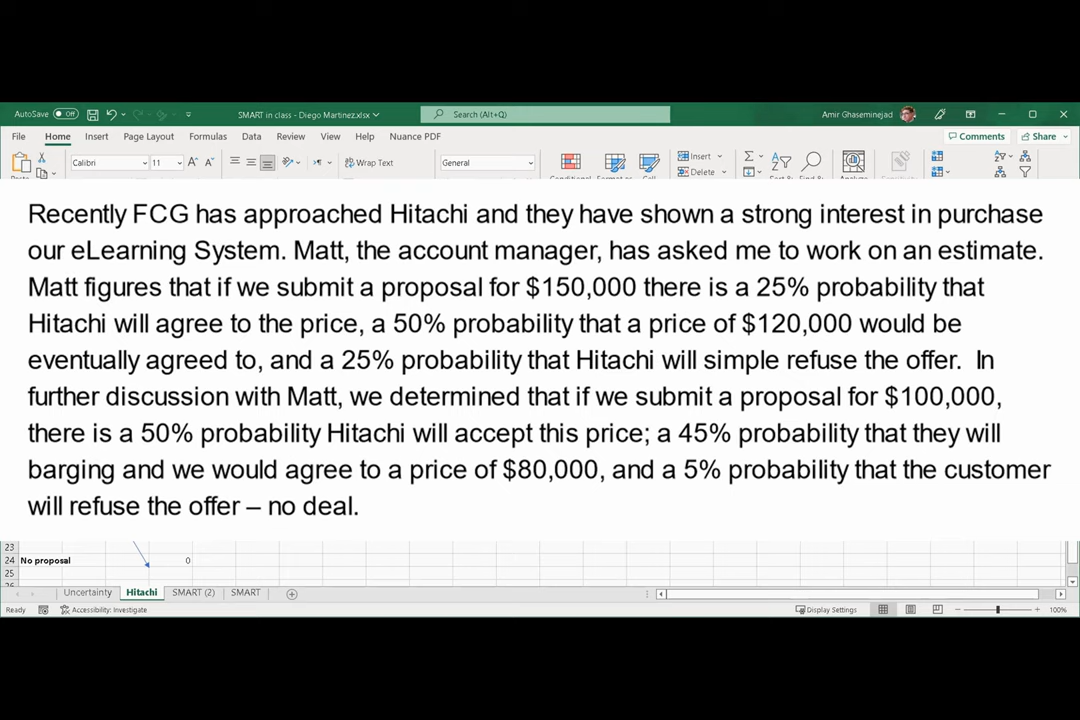 AutoSave Off SMART in class - Diego Martinez.xlsx Search (Alt+Q) Amir Ghaseminejad
File Home Insert Page Layout Formulas Data Review View Help Nuance PDF Comments Share
Calibri 11 Wrap Text General Insert
Delete
Recently FCG has approached Hitachi and they have shown a strong interest in purchase
our eLearning System. Matt, the account manager, has asked me to work on an estimate.
Matt figures that if we submit a proposal for $150,000 there is a 25% probability that
Hitachi will agree to the price, a 50% probability that a price of $120,000 would be
eventually agreed to, and a 25% probability that Hitachi will simple refuse the offer. In
further discussion with Matt, we determined that if we submit a proposal for $100,000,
there is a 50% probability Hitachi will accept this price; a 45% probability that they will
barging and we would agree to a price of $80,000, and a 5% probability that the customer
will refuse the offer – no deal.
23
24 No proposal 0
25
Uncertainty Hitachi SMART (2) SMART
Ready Accessibility: Investigate Display Settings 100%